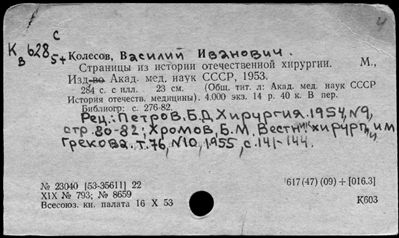 с
К 628
в 5+
Колесов, Василий Иванович.
Страницы из истории отечественной хирургии. М.,
Изд-во Акад. мед. наук СССР, 1953.
284 с. с илл. 23 см. (Общ. тит. л: Акад. мед. наук СССР
История отечеств. медицины). 4.000 экз. 14 р. 40 к. В пер.
Библиогр: с. 276-82.
Рец.: Петров, Б.Д. Хирургия. 1954, №9,
стр. 80-82; Хромов, Б.М. Вестн. хирург. им
Грекова. т.76, №10, 1955, с. 141-144.
№ 23040 [53-35611] 22
617(47) (09) + [016.3]
XIX № 793; № 8659
Всесоюз. кн. палата 16 X 53
К603